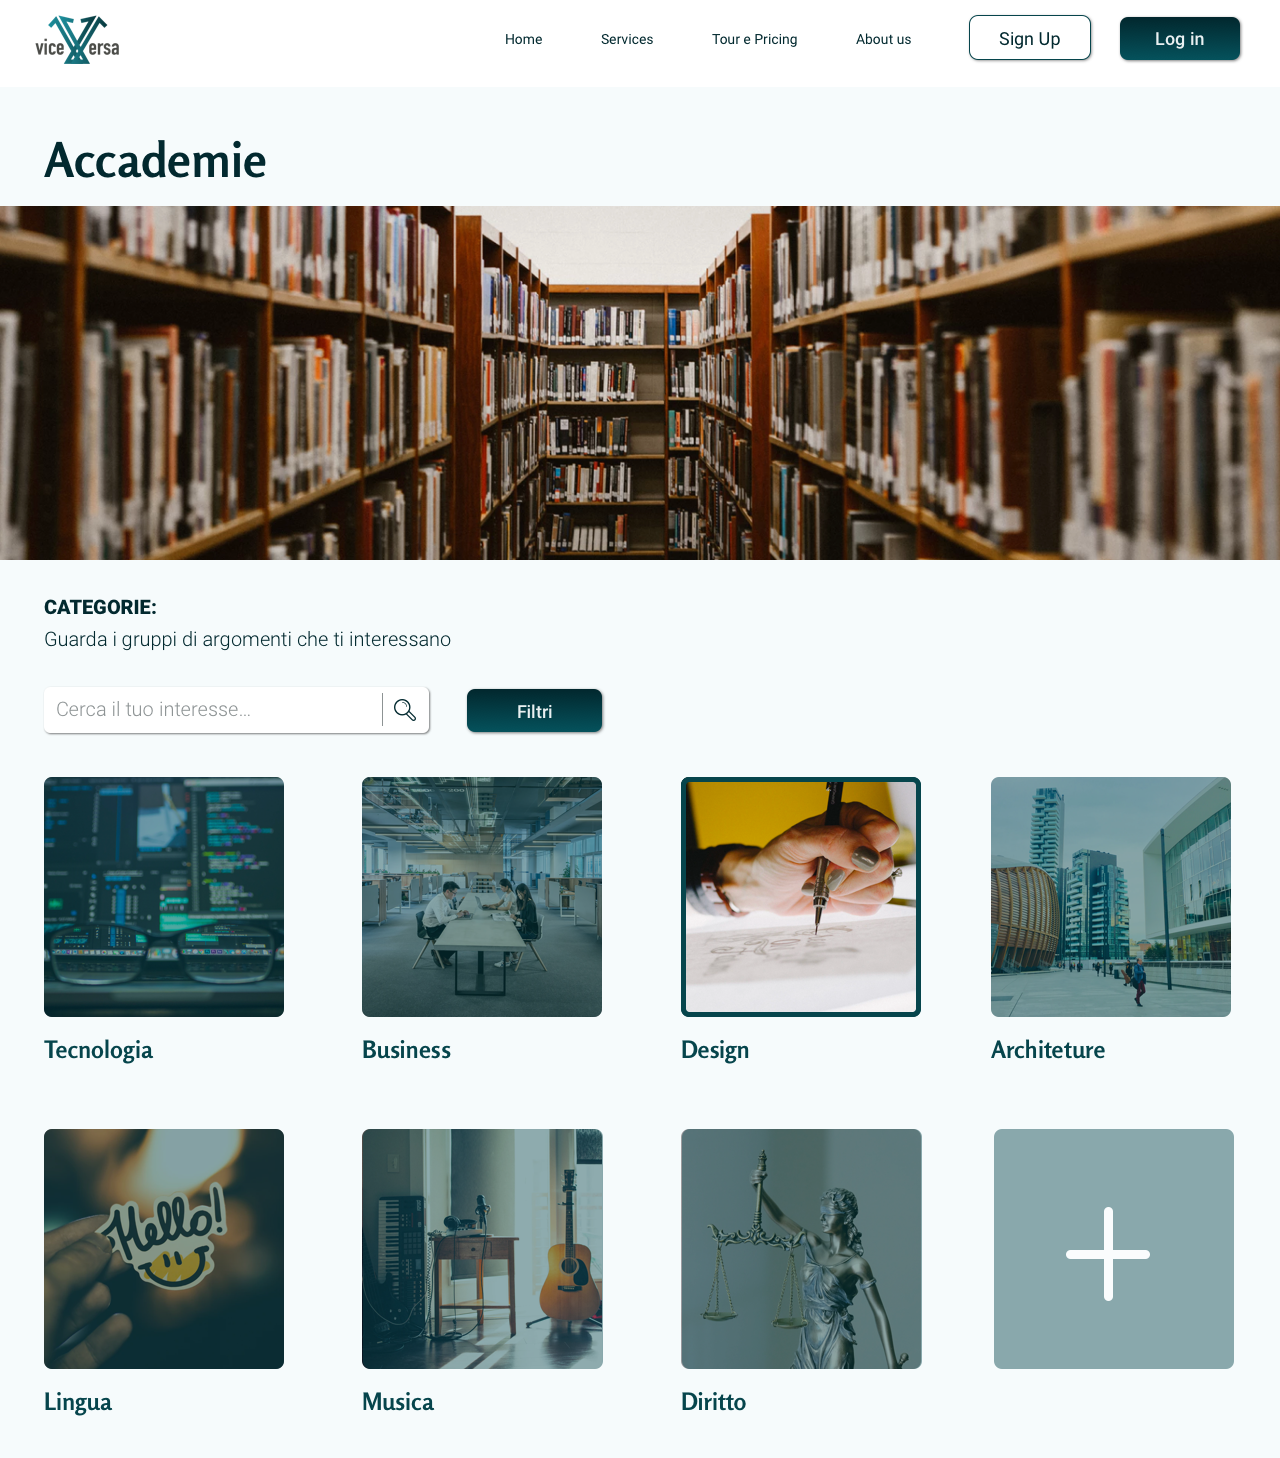 vice versa
Home Services Tour e Pricing About us Sign Up Log in
Accademie
CATEGORIE:
Guarda i gruppi di argomenti che ti interessano
Cerca il tuo interesse...
Filtri
Tecnologia Business Design Architeture
Hello!
Lingua Musica Diritto